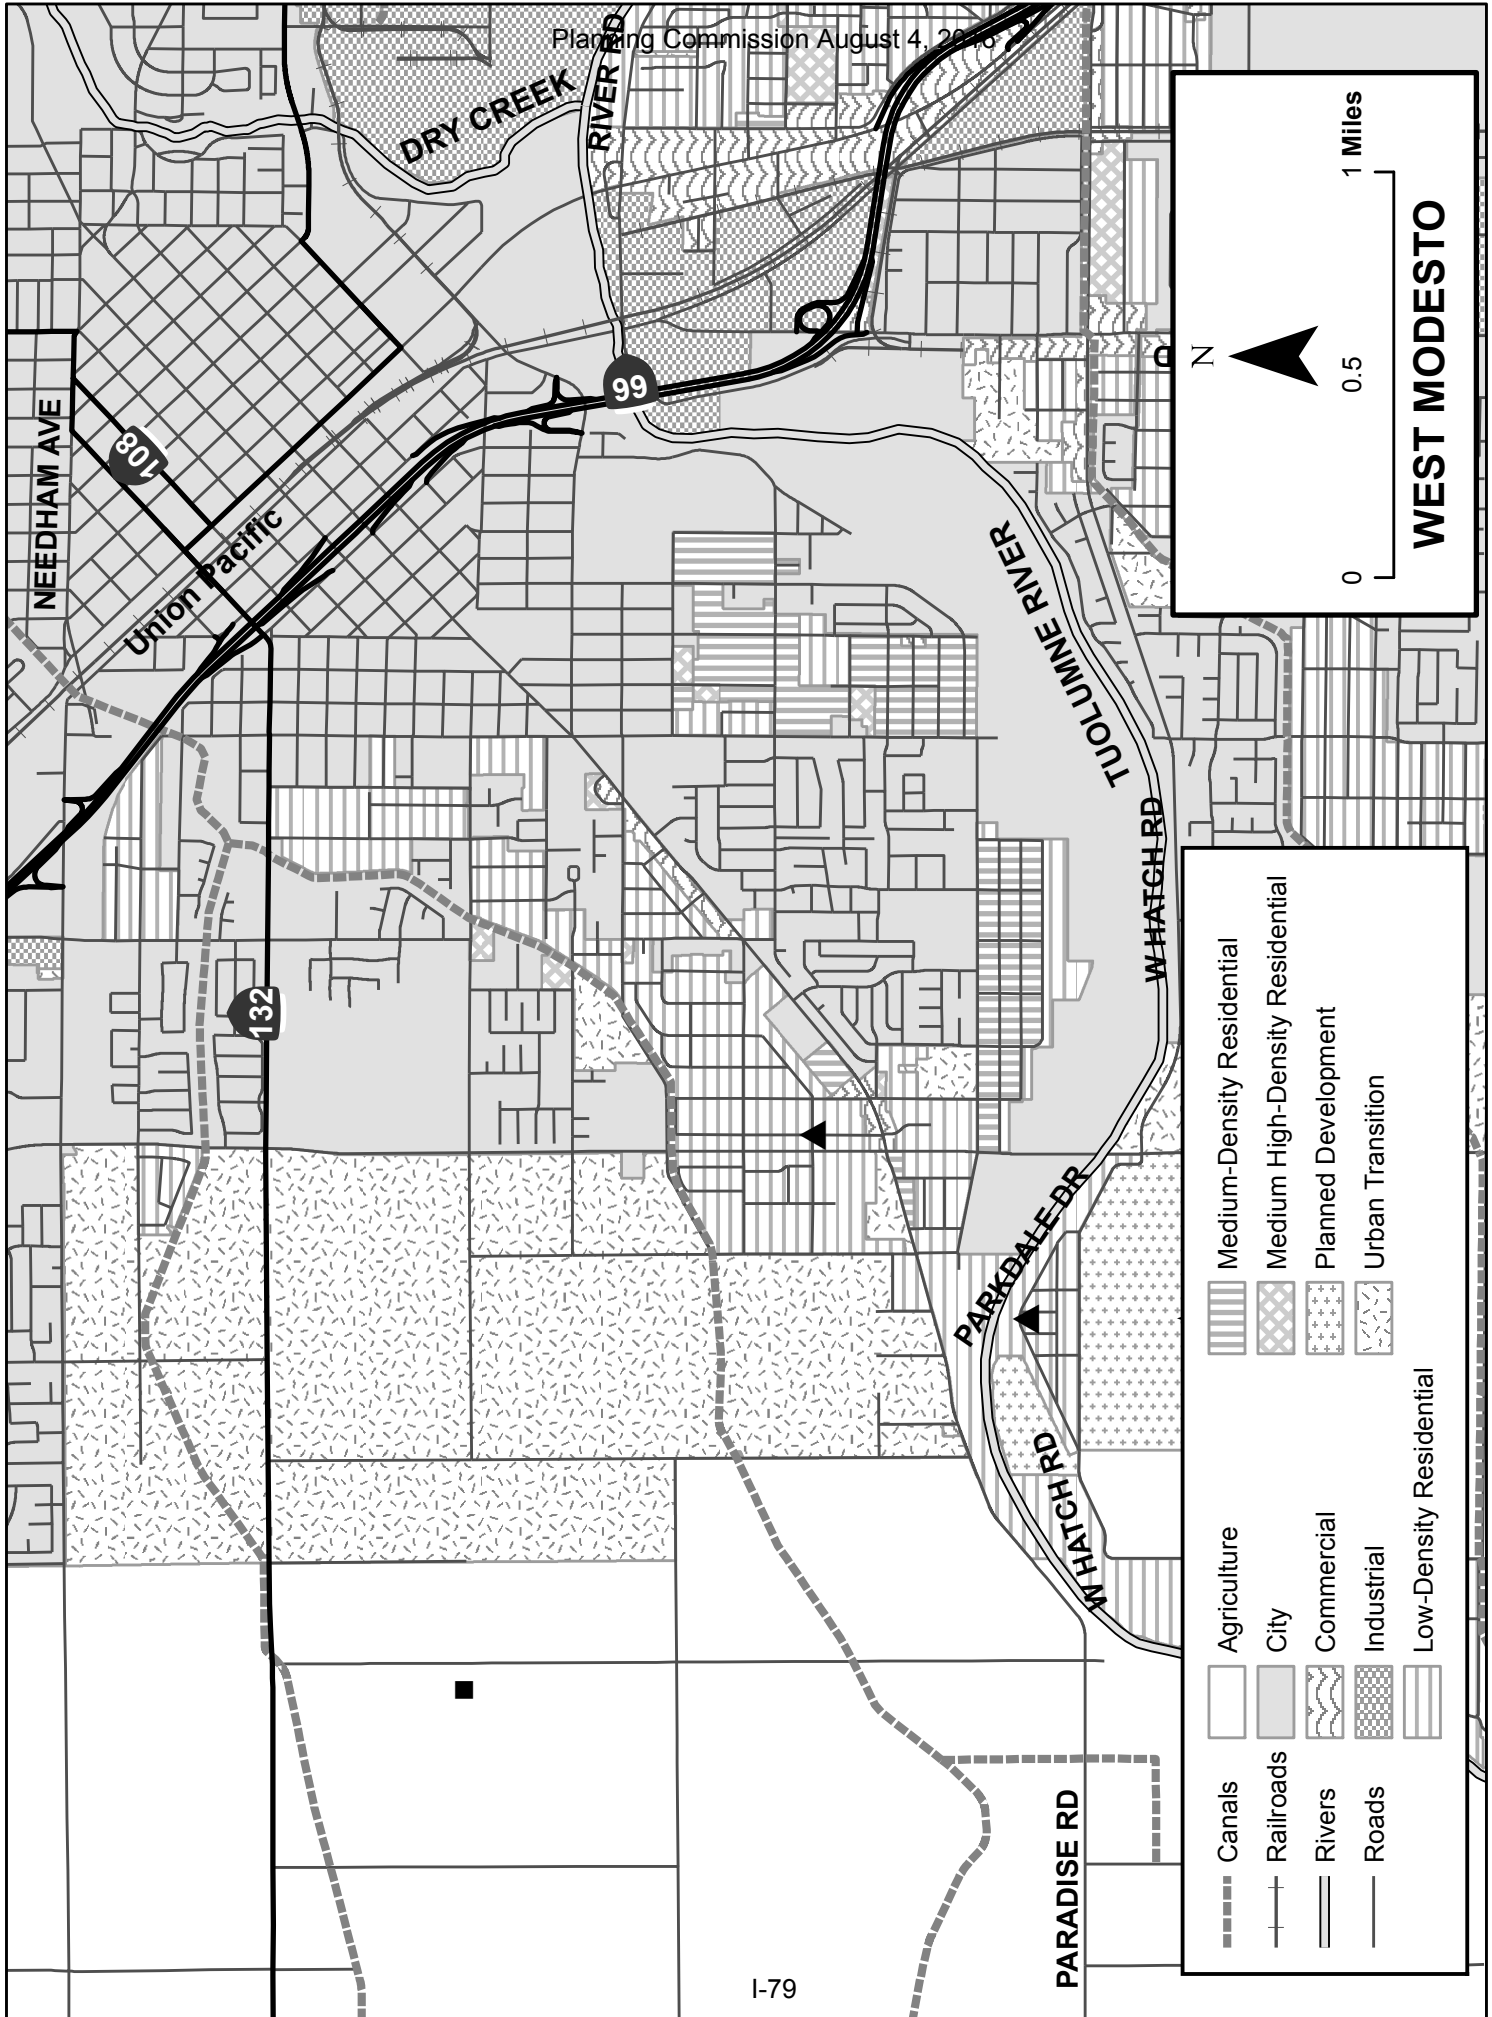 Planning Commission August 4, 2016
NEEDHAM AVE
108
Union Pacific
DRY CREEK
RIVER RD
99
132
TUOLUMNE RIVER
W HATCH RD
PARKDALE DR
W HATCH RD
PARADISE RD
N
0 0.5 1 Miles
WEST MODESTO
Canals
Railroads
Rivers
Roads
Agriculture
City
Commercial
Industrial
Low-Density Residential
Medium-Density Residential
Medium High-Density Residential
Planned Development
Urban Transition
I-79